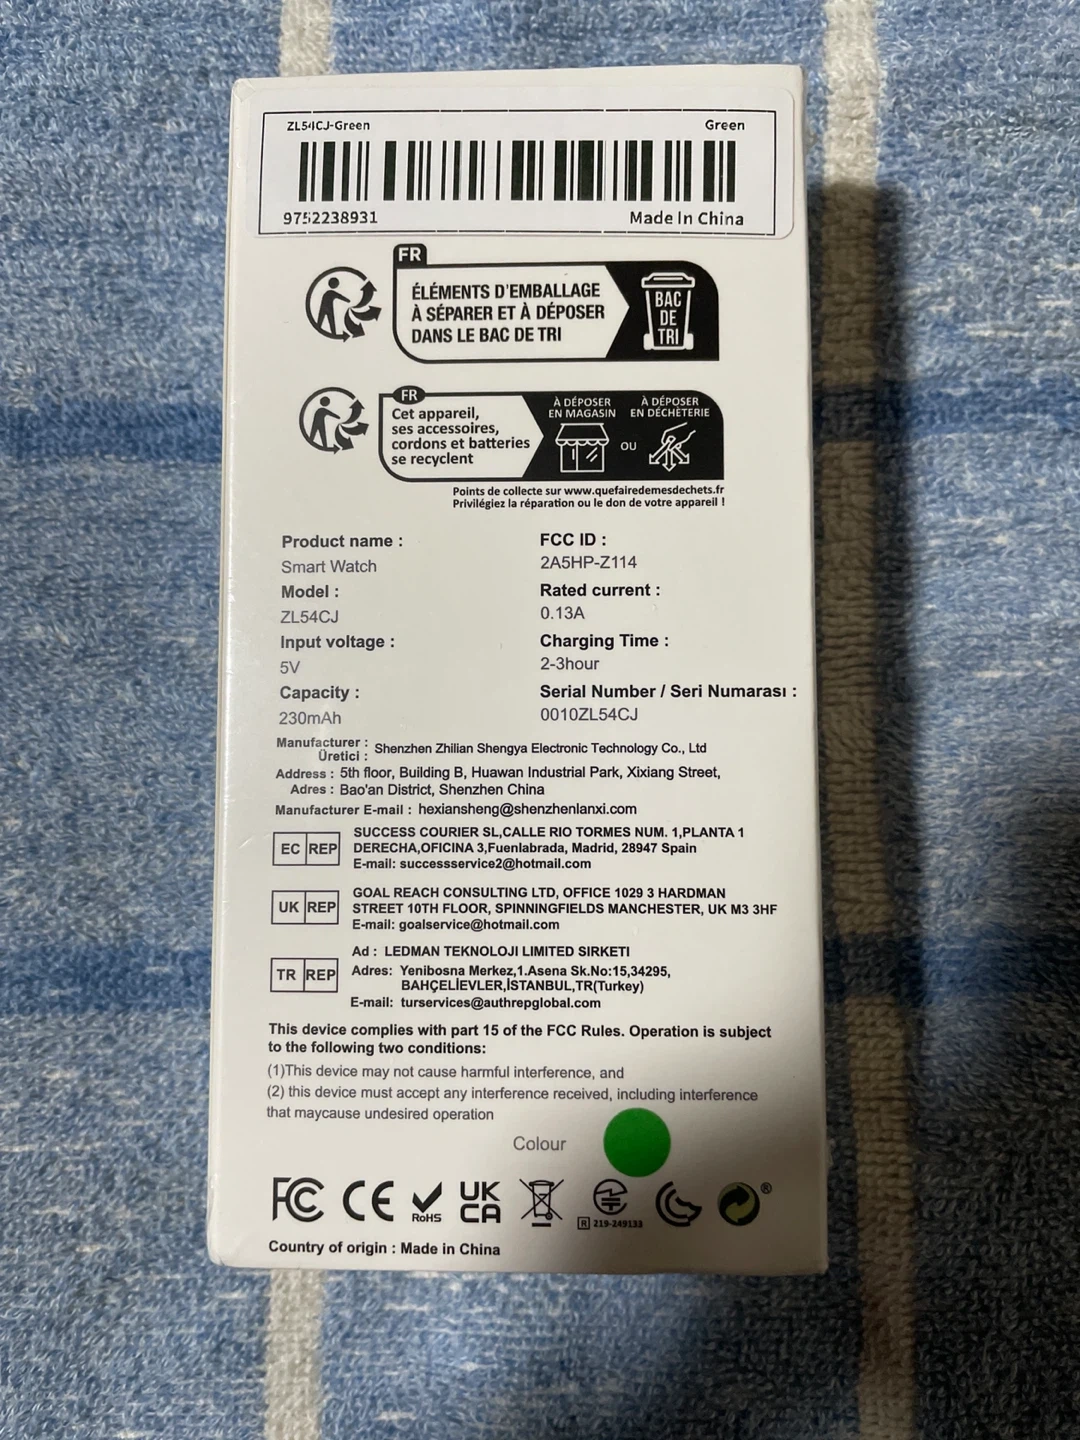 ZL54CJ-Green Green
9752238931 Made In China
FR
ÉLÉMENTS D'EMBALLAGE
À SÉPARER ET À DÉPOSER
DANS LE BAC DE TRI
BAC
DE
TRI
FR
Cet appareil,
ses accessoires,
cordons et batteries
se recyclent
À DÉPOSER
EN MAGASIN
OU
À DÉPOSER
EN DÉCHÈTERIE
Points de collecte sur www.quefairedemesdechets.fr
Privilégiez la réparation ou le don de votre appareil !
Product name :
Smart Watch
Model :
ZL54CJ
Input voltage :
5V
Capacity :
230mAh
FCC ID :
2A5HP-Z114
Rated current :
0.13A
Charging Time :
2-3hour
Serial Number / Seri Numarası :
0010ZL54CJ
Manufacturer :
Üretici : Shenzhen Zhilian Shengya Electronic Technology Co., Ltd
Address : 5th floor, Building B, Huawan Industrial Park, Xixiang Street,
Adres : Bao'an District, Shenzhen China
Manufacturer E-mail : hexiansheng@shenzhenlanxi.com
EC REP
SUCCESS COURIER SL,CALLE RIO TORMES NUM. 1,PLANTA 1
DERECHA,OFICINA 3,Fuenlabrada, Madrid, 28947 Spain
E-mail: successservice2@hotmail.com
UK REP
GOAL REACH CONSULTING LTD, OFFICE 1029 3 HARDMAN
STREET 10TH FLOOR, SPINNINGFIELDS MANCHESTER, UK M3 3HF
E-mail: goalservice@hotmail.com
TR REP
Ad : LEDMAN TEKNOLOJI LIMITED SIRKETI
Adres: Yenibosna Merkez,1.Asena Sk.No:15,34295,
BAHÇELİEVLER,İSTANBUL,TR(Turkey)
E-mail: turservices@authrepglobal.com
This device complies with part 15 of the FCC Rules. Operation is subject
to the following two conditions:
(1)This device may not cause harmful interference, and
(2) this device must accept any interference received, including interference
that maycause undesired operation
Colour
FCC CE RoHS UK CA R 219-249133 ®
Country of origin : Made in China